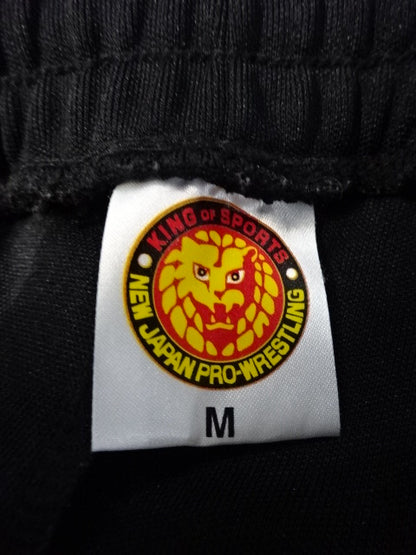 KING OF SPORTS
NEW JAPAN PRO-WRESTLING
M